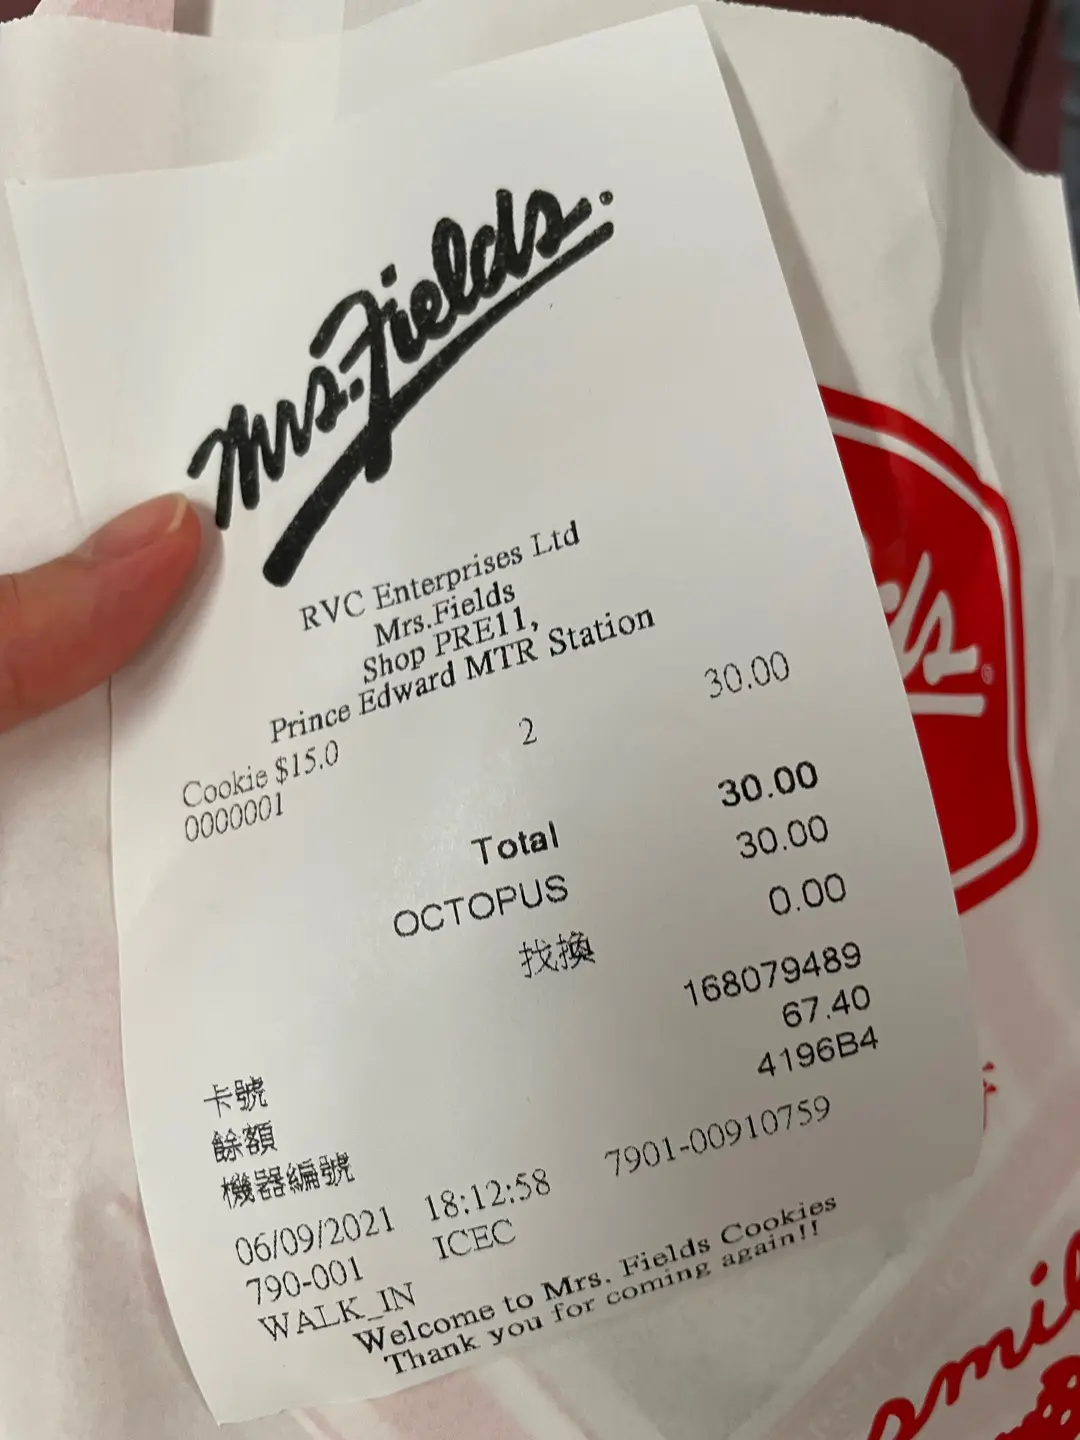 Mrs. Fields.
RVC Enterprises Ltd
Mrs.Fields
Shop PRE11,
Prince Edward MTR Station
Cookie $15.0 2 30.00
0000001
Total 30.00
OCTOPUS 30.00
找換 0.00
卡號 168079489
餘額 67.40
機器編號 4196B4
06/09/2021 18:12:58 7901-00910759
790-001 ICEC
WALK_IN
Welcome to Mrs. Fields Cookies
Thank you for coming again!!